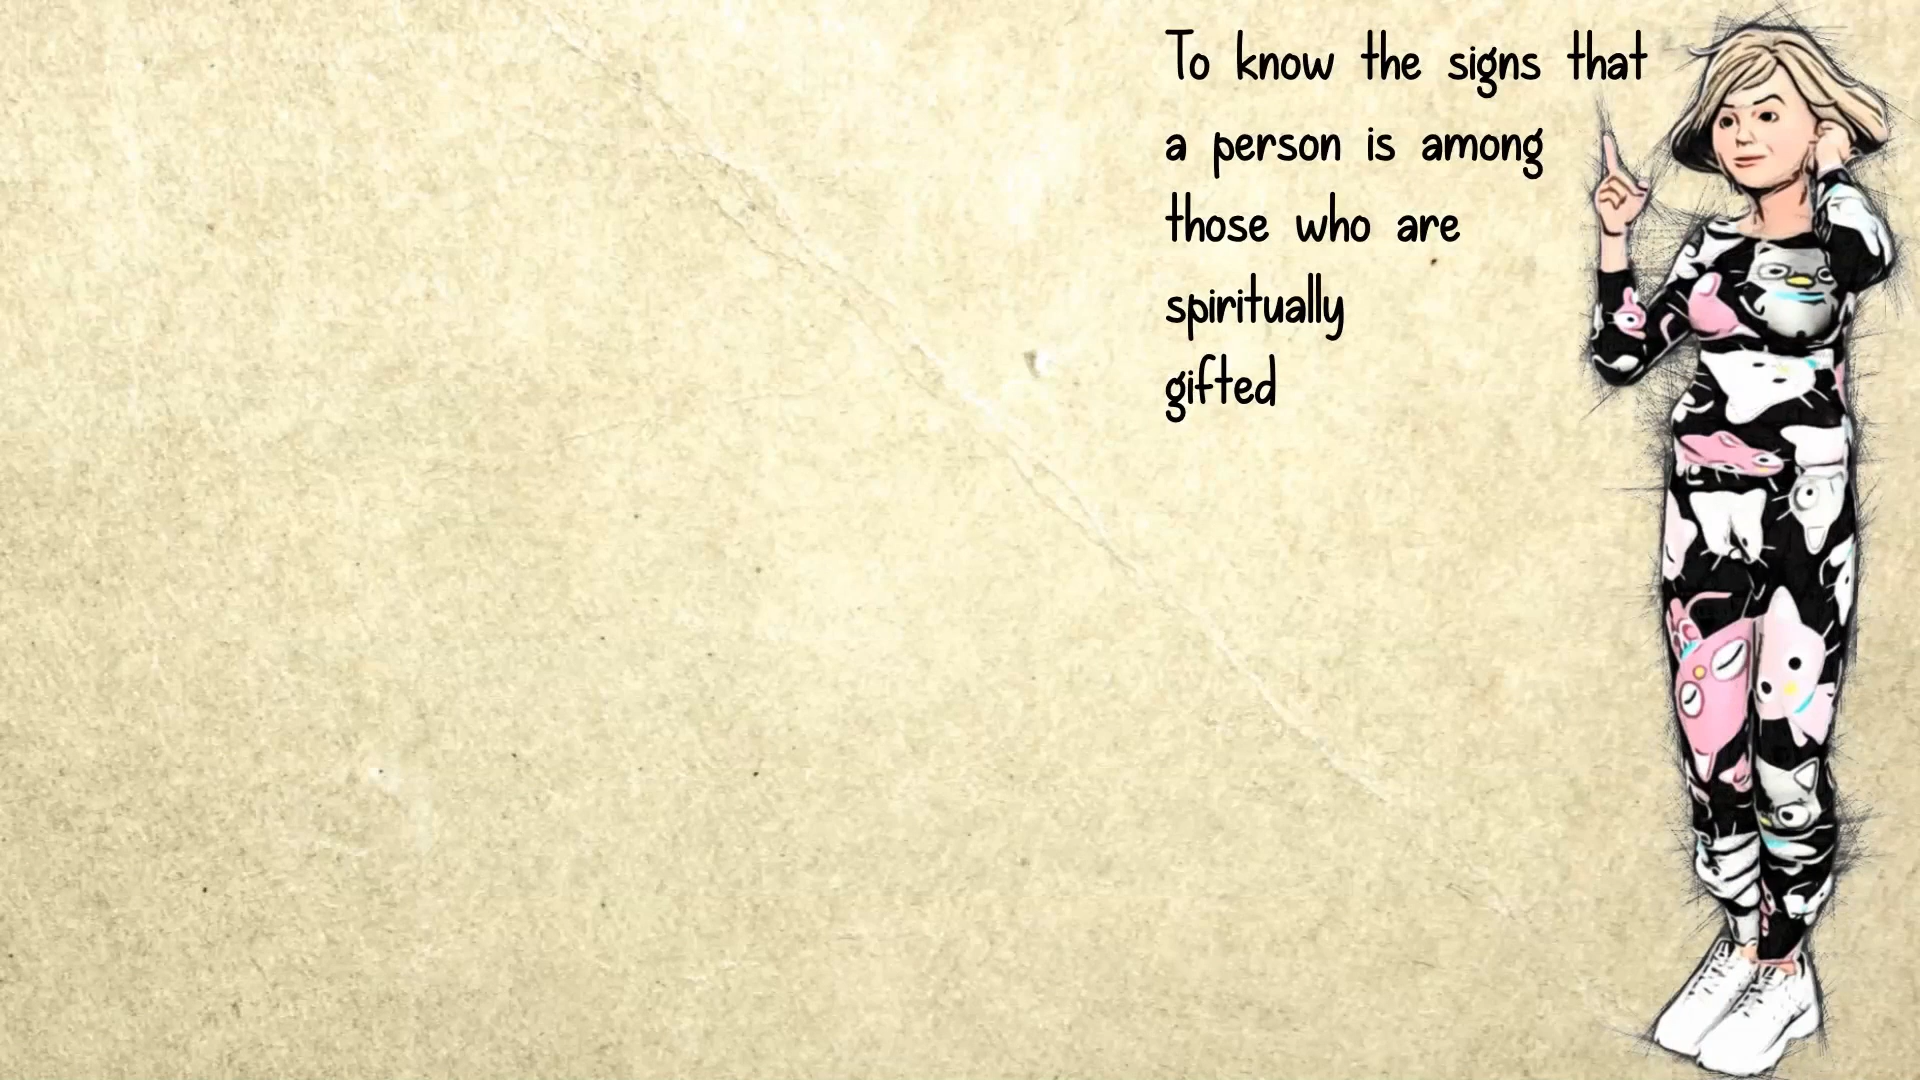 To know the signs that
a person is among
those who are
spiritually
gifted